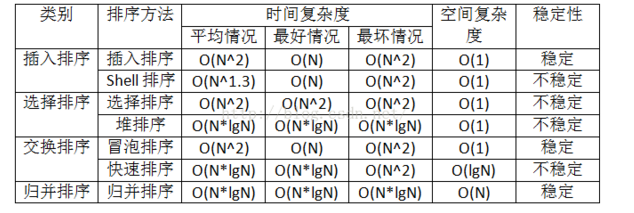 类别 排序方法 时间复杂度 空间复杂度 稳定性
平均情况 最好情况 最坏情况
插入排序 插入排序 O(N^2) O(N) O(N^2) O(1) 稳定
Shell 排序 O(N^1.3) O(N) O(N^2) O(1) 不稳定
选择排序 选择排序 O(N^2) O(N^2) O(N^2) O(1) 不稳定
堆排序 O(N*lgN) O(N*lgN) O(N*lgN) O(1) 不稳定
交换排序 冒泡排序 O(N^2) O(N) O(N^2) O(1) 稳定
快速排序 O(N*lgN) O(N*lgN) O(N^2) O(lgN) 不稳定
归并排序 归并排序 O(N*lgN) O(N*lgN) O(N*lgN) O(N) 稳定